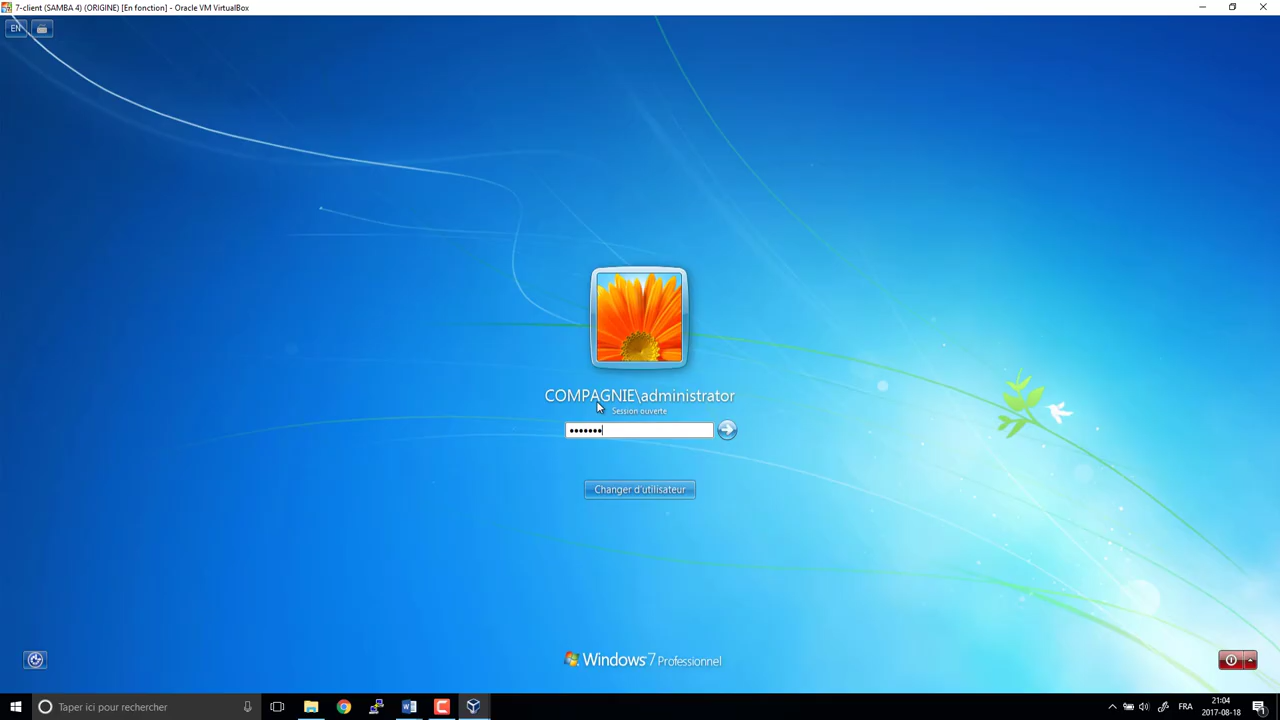 7-client (SAMBA 4) (ORIGINE) [En fonction] - Oracle VM VirtualBox
EN
COMPAGNIE\administrator
Session ouverte
•••••••
Changer d'utilisateur
Windows 7 Professionnel
Taper ici pour rechercher
FRA
21:04
2017-08-18
1